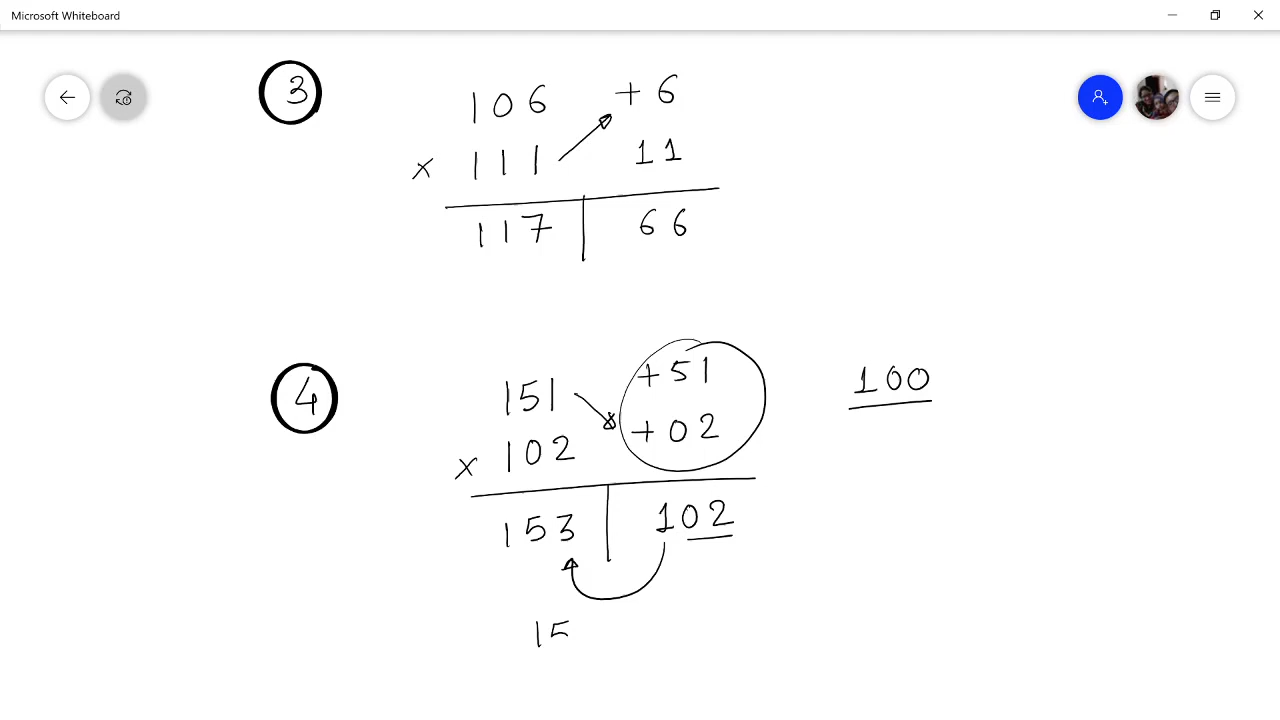 Microsoft Whiteboard
3
106 +6
× 111 11
117 | 66
4
151 +51 100
× 102 +02
153 | 102
15